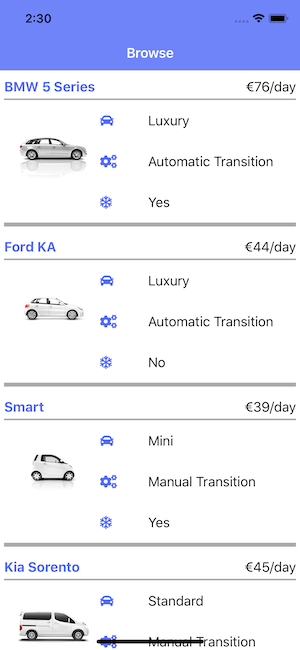 2:30
Browse
BMW 5 Series €76/day
Luxury
Automatic Transition
Yes
Ford KA €44/day
Luxury
Automatic Transition
No
Smart €39/day
Mini
Manual Transition
Yes
Kia Sorento €45/day
Standard
Manual Transition